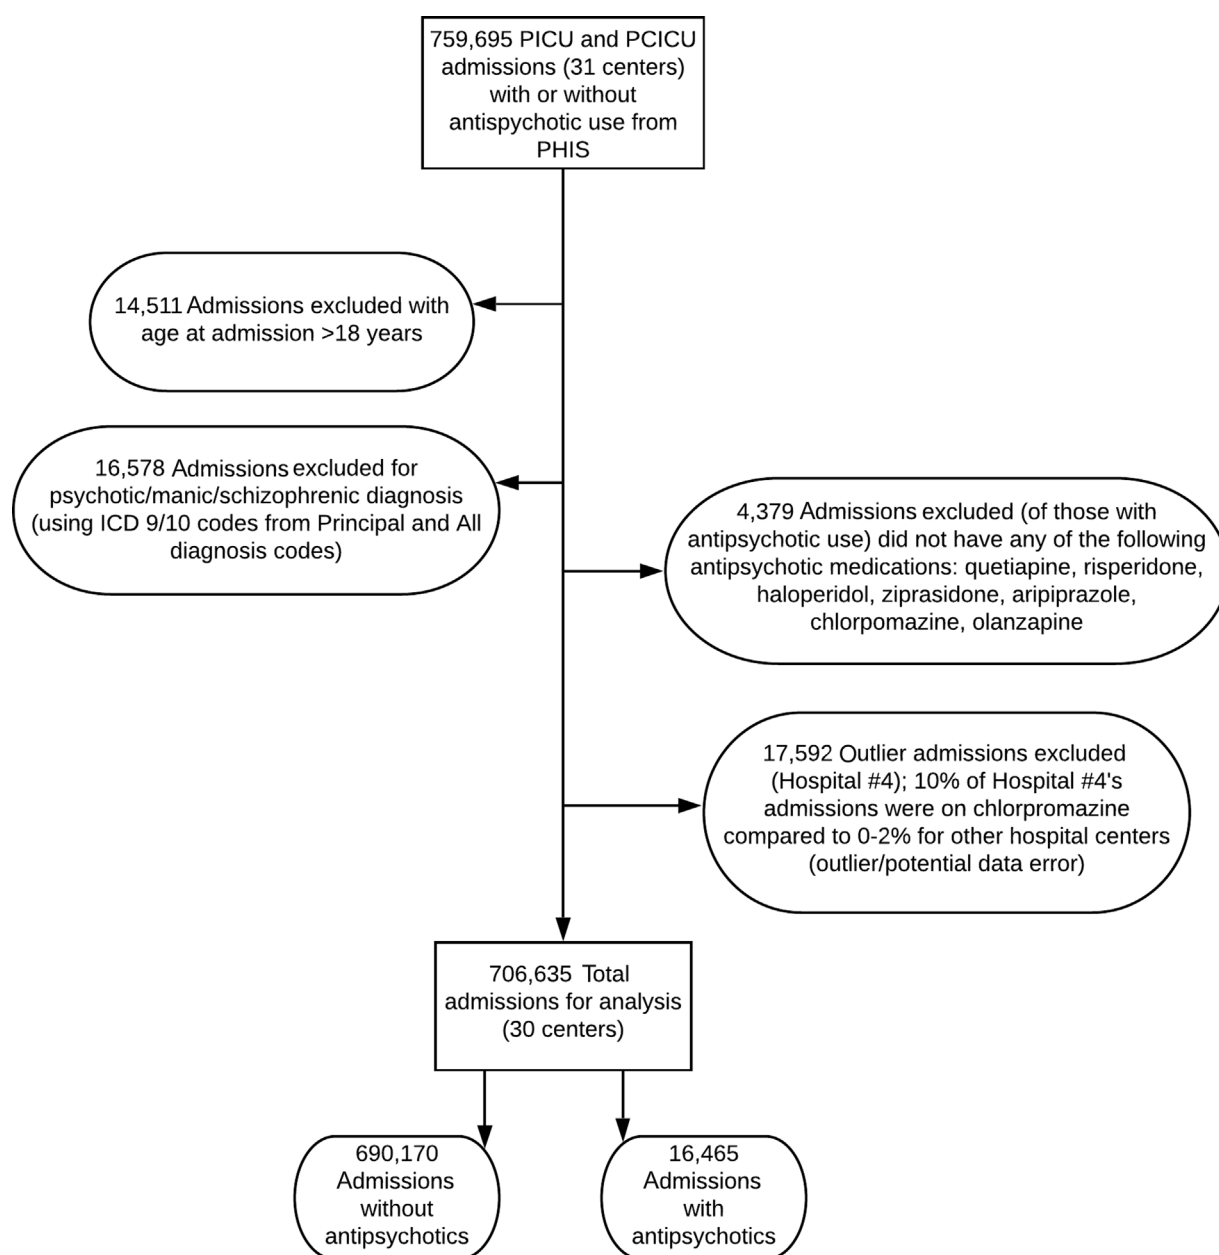 759,695 PICU and PCICU
admissions (31 centers)
with or without
antispychotic use from
PHIS
14,511 Admissions excluded with
age at admission >18 years
16,578 Admissions excluded for
psychotic/manic/schizophrenic diagnosis
(using ICD 9/10 codes from Principal and All
diagnosis codes)
4,379 Admissions excluded (of those with
antipsychotic use) did not have any of the following
antipsychotic medications: quetiapine, risperidone,
haloperidol, ziprasidone, aripiprazole,
chlorpomazine, olanzapine
17,592 Outlier admissions excluded
(Hospital #4); 10% of Hospital #4's
admissions were on chlorpromazine
compared to 0-2% for other hospital centers
(outlier/potential data error)
706,635 Total
admissions for analysis
(30 centers)
690,170
Admissions
without
antipsychotics
16,465
Admissions
with
antipsychotics